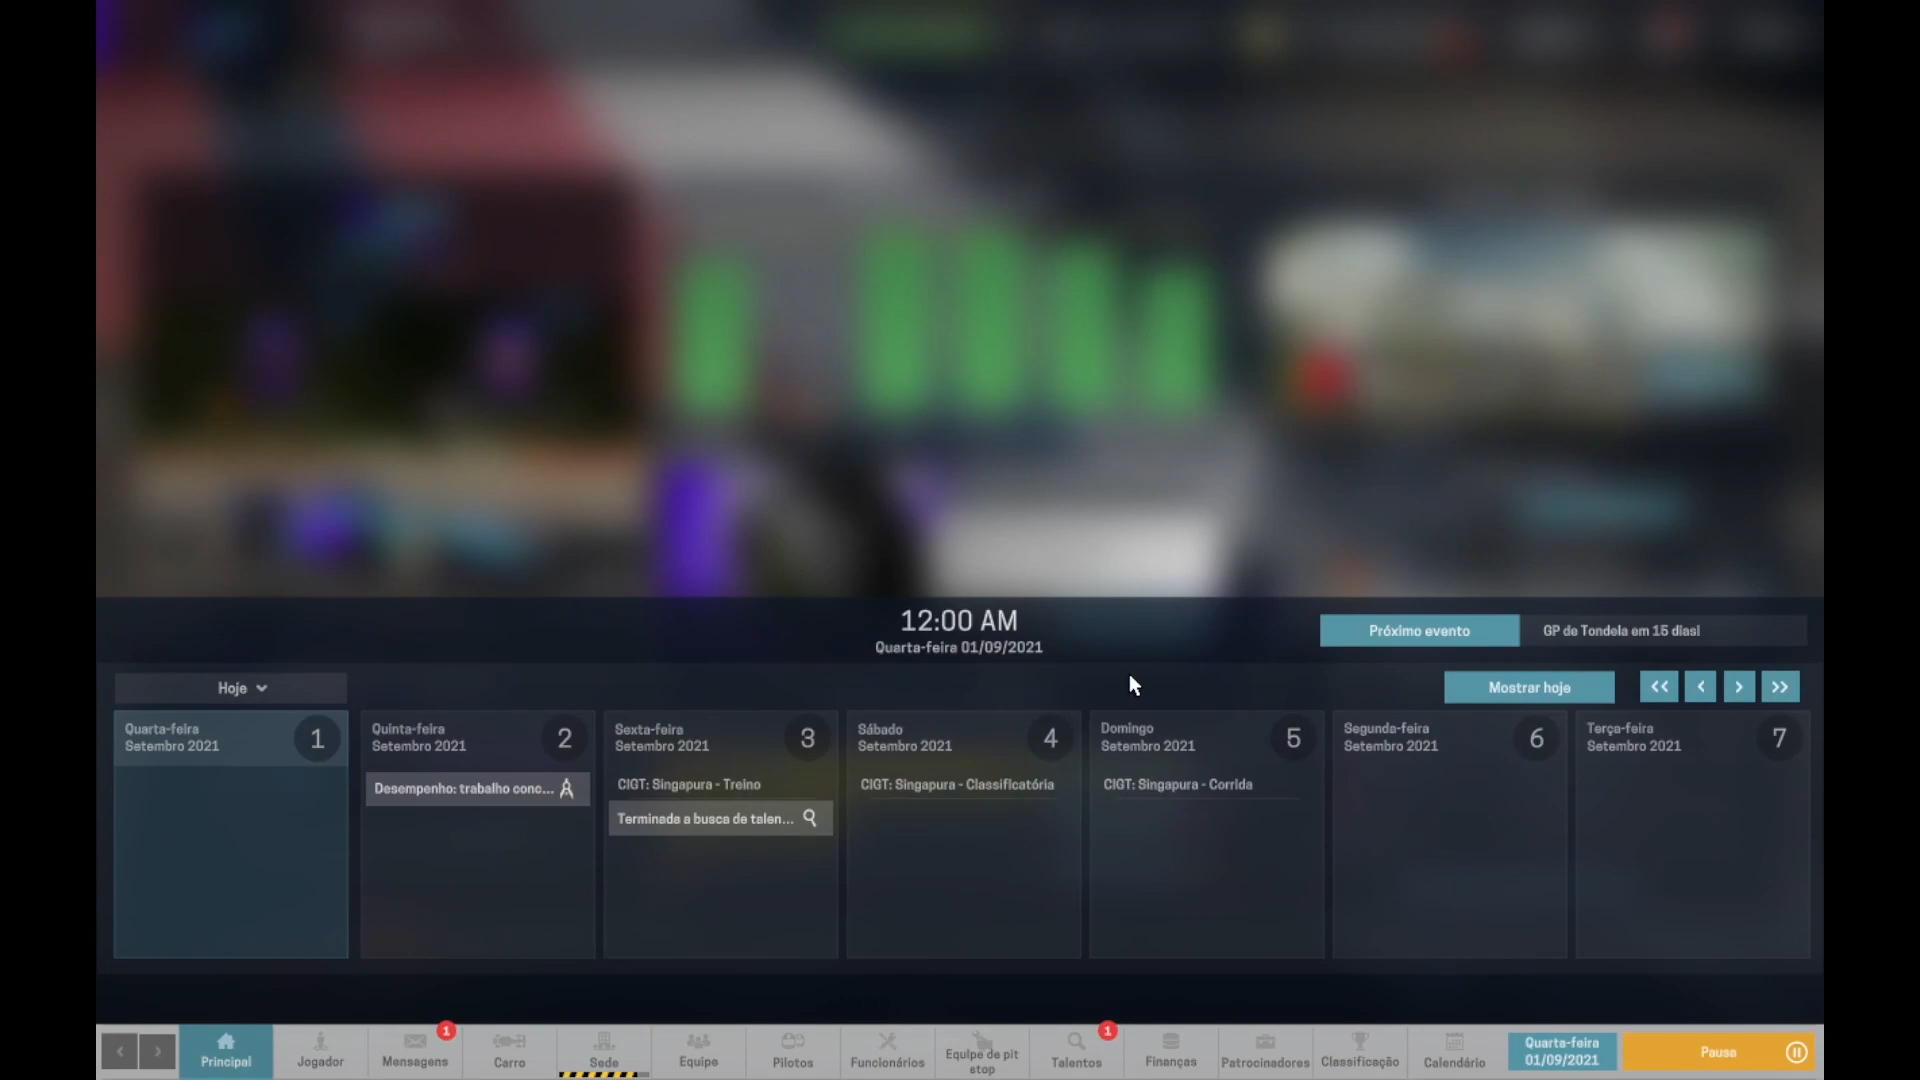 12:00 AM
Quarta-feira 01/09/2021
Próximo evento
GP de Tondela em 15 dias!
Hoje
Mostrar hoje
<<
<
>
>>
Quarta-feira
Setembro 2021
1
Quinta-feira
Setembro 2021
2
Desempenho: trabalho conc...
Sexta-feira
Setembro 2021
3
CIGT: Singapura - Treino
Terminada a busca de talen...
Sábado
Setembro 2021
4
CIGT: Singapura - Classificatória
Domingo
Setembro 2021
5
CIGT: Singapura - Corrida
Segunda-feira
Setembro 2021
6
Terça-feira
Setembro 2021
7
<
>
Principal
Jogador
1
Mensagens
Carro
Sede
Equipe
Pilotos
Funcionários
Equipe de pit
stop
1
Talentos
Finanças
Patrocinadores
Classificação
Calendário
Quarta-feira
01/09/2021
Pausa